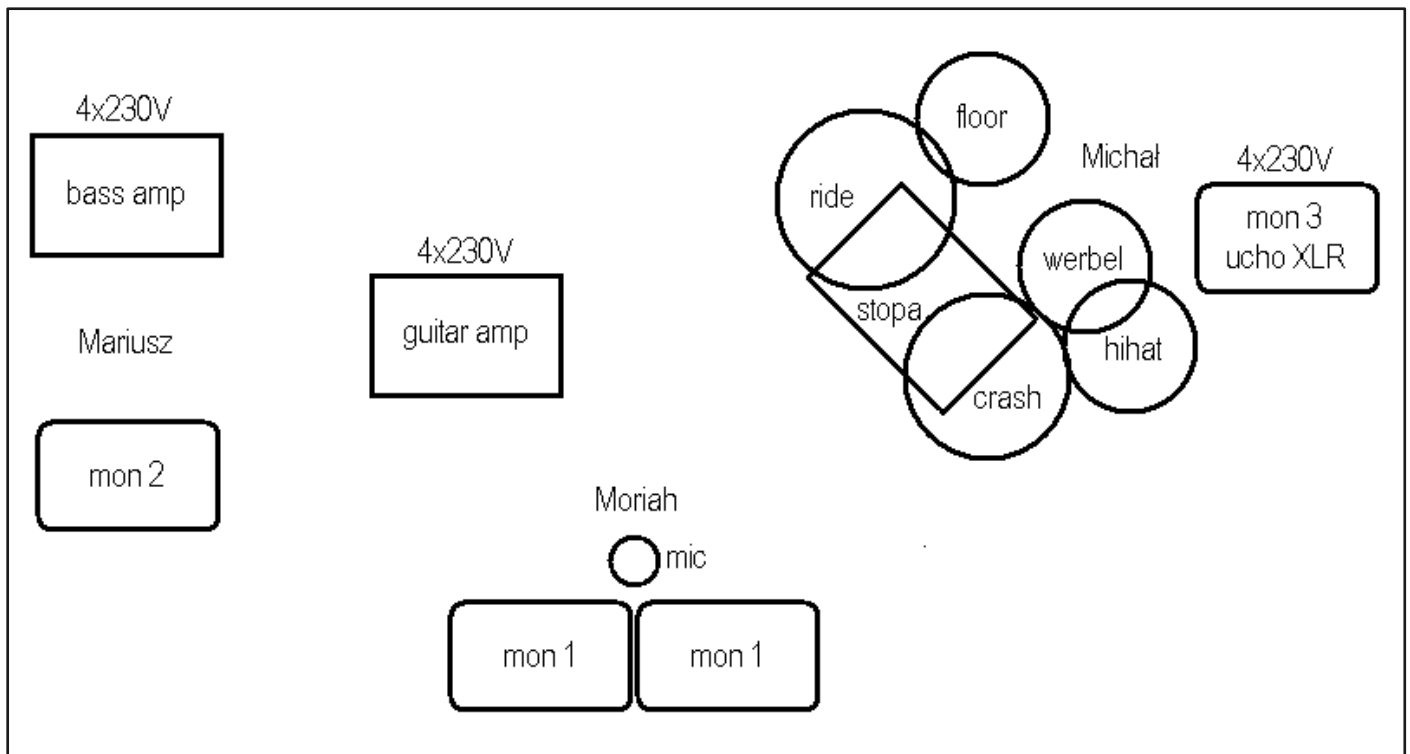 4x230V
bass amp
Mariusz
mon 2
4x230V
guitar amp
Moriah
mic
mon 1
mon 1
floor
ride
stopa
crash
Michał
werbel
hihat
4x230V
mon 3
ucho XLR